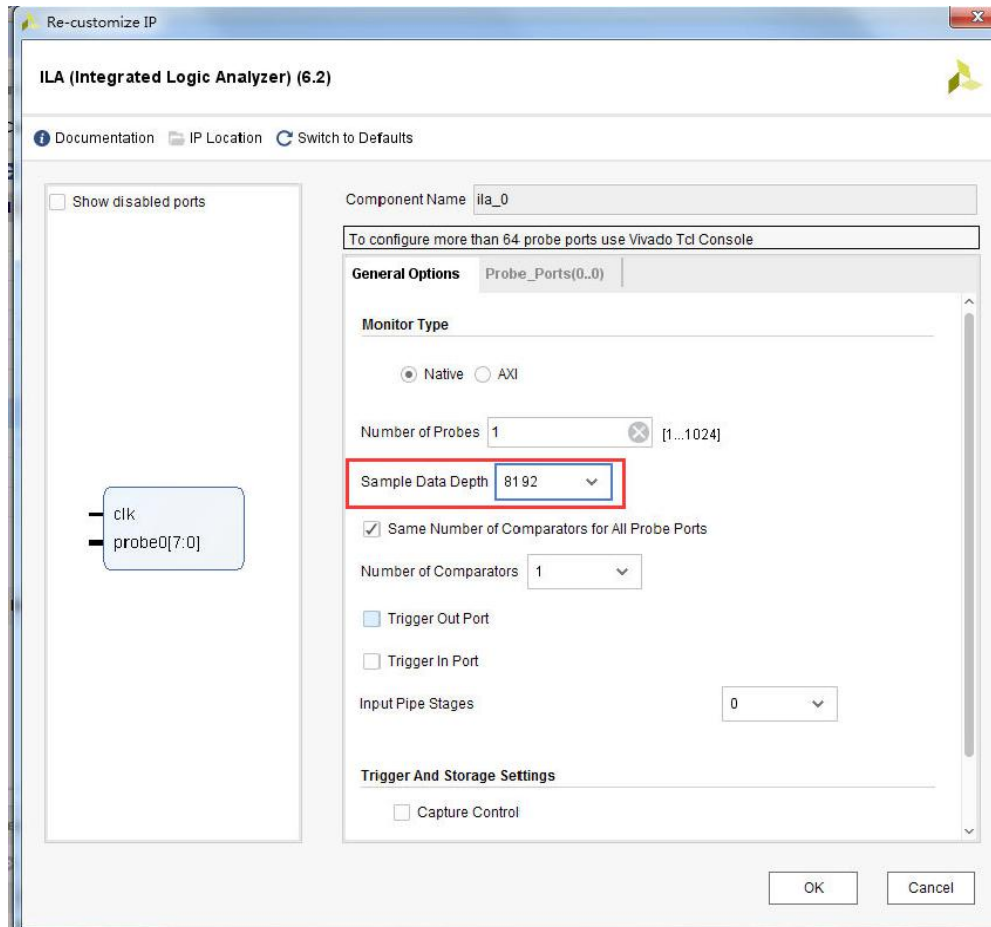 Re-customize IP
ILA (Integrated Logic Analyzer) (6.2)
Documentation IP Location Switch to Defaults
Show disabled ports
clk
probe0[7:0]
Component Name ila_0
To configure more than 64 probe ports use Vivado Tcl Console
General Options Probe_Ports(0..0)
Monitor Type
Native AXI
Number of Probes 1 [1...1024]
Sample Data Depth 8192
Same Number of Comparators for All Probe Ports
Number of Comparators 1
Trigger Out Port
Trigger In Port
Input Pipe Stages 0
Trigger And Storage Settings
Capture Control
OK Cancel